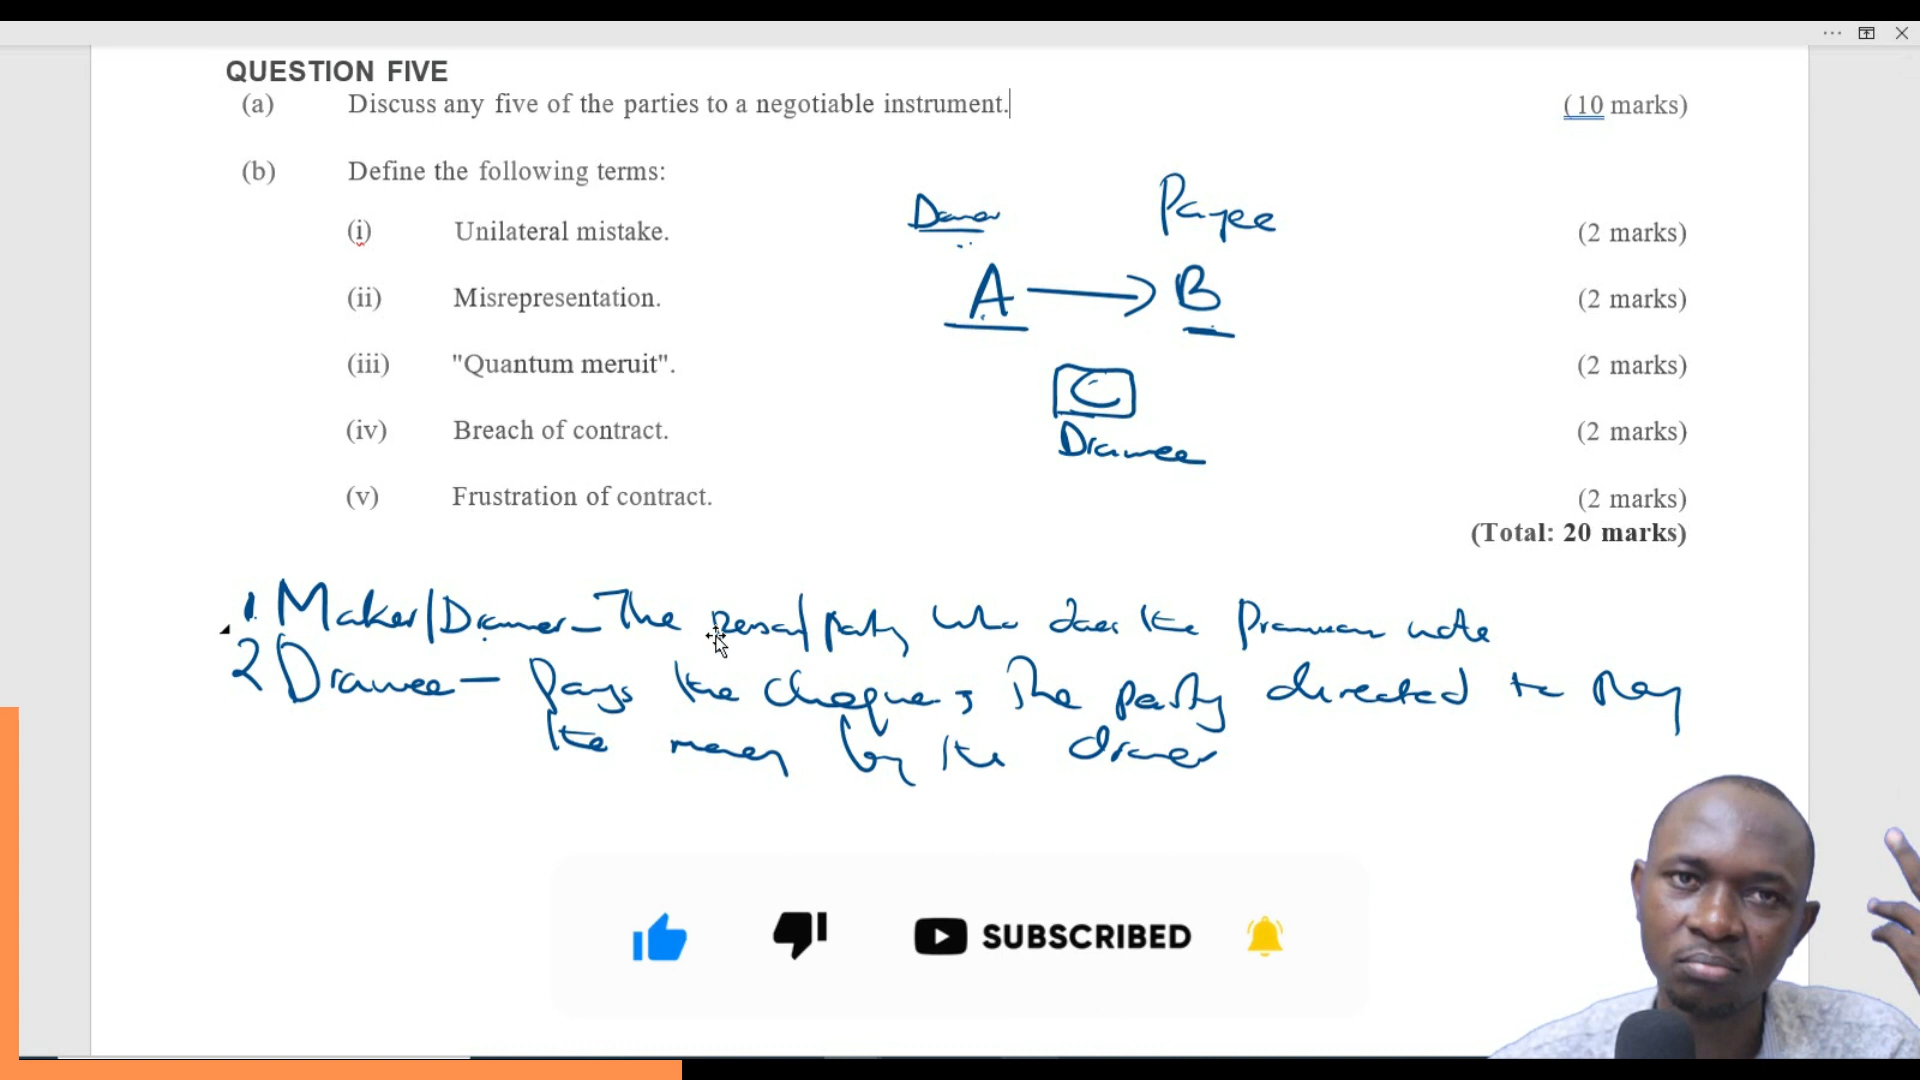 QUESTION FIVE
(a) Discuss any five of the parties to a negotiable instrument. (10 marks)
(b) Define the following terms:
Drawer Payee
(i) Unilateral mistake. (2 marks)
A B
(ii) Misrepresentation. (2 marks)
(iii) "Quantum meruit". (2 marks)
C
(iv) Breach of contract. (2 marks)
Drawee
(v) Frustration of contract. (2 marks)
(Total: 20 marks)
1. Maker/Drawer - The person/party who does the Promissory note
2 Drawee - Pays the cheque, The party directed to pay
the money by the drawer
SUBSCRIBED